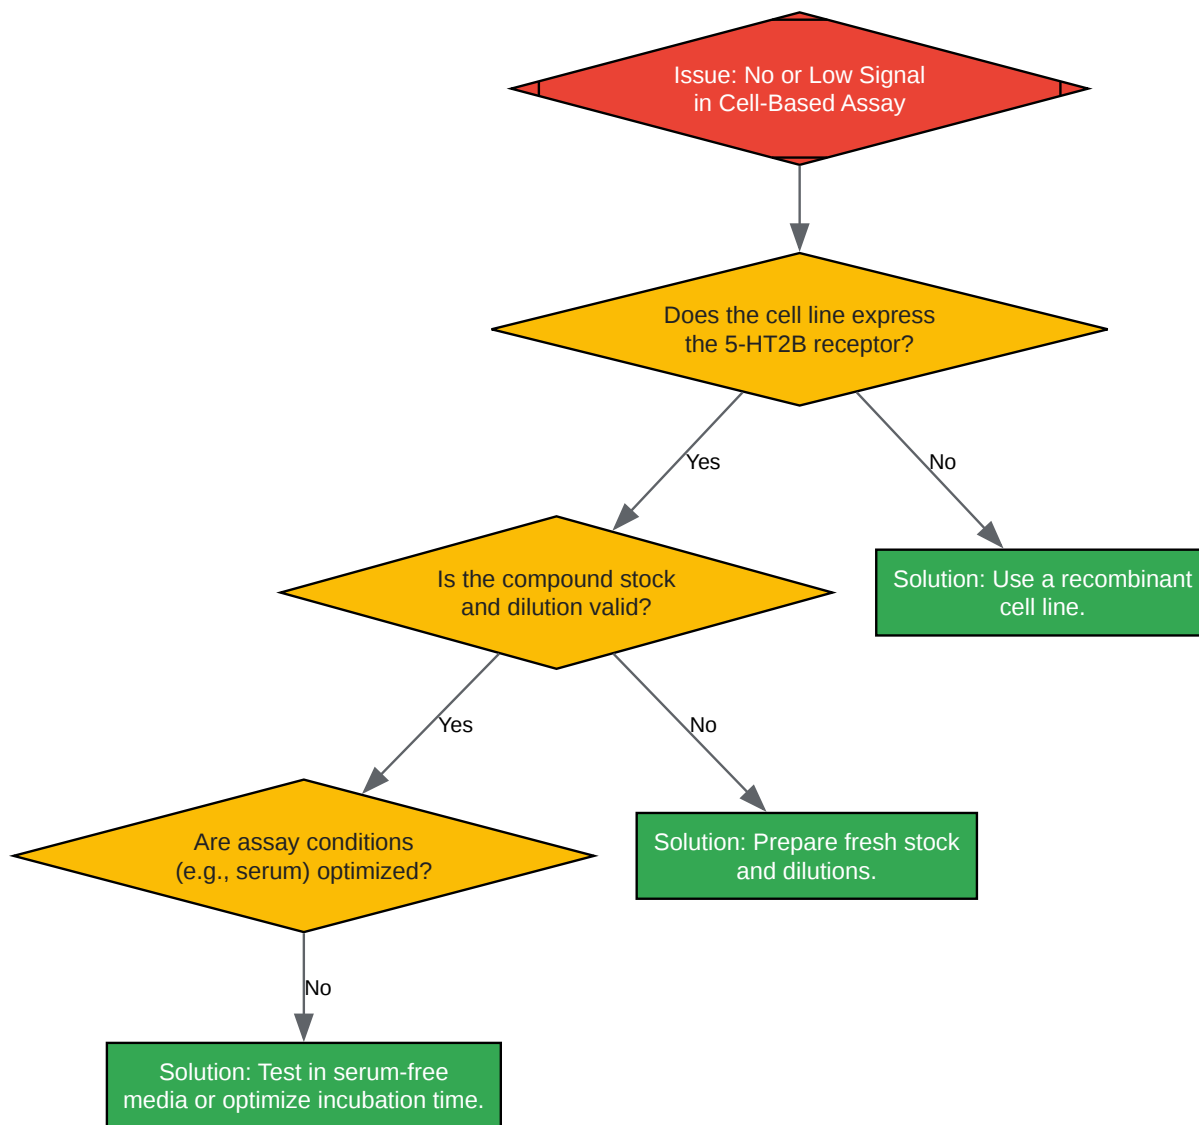 Issue: No or Low Signal
in Cell-Based Assay
Does the cell line express
the 5-HT2B receptor?
Yes
No
Is the compound stock
and dilution valid?
Solution: Use a recombinant
cell line.
Yes
No
Are assay conditions
(e.g., serum) optimized?
Solution: Prepare fresh stock
and dilutions.
No
Solution: Test in serum-free
media or optimize incubation time.